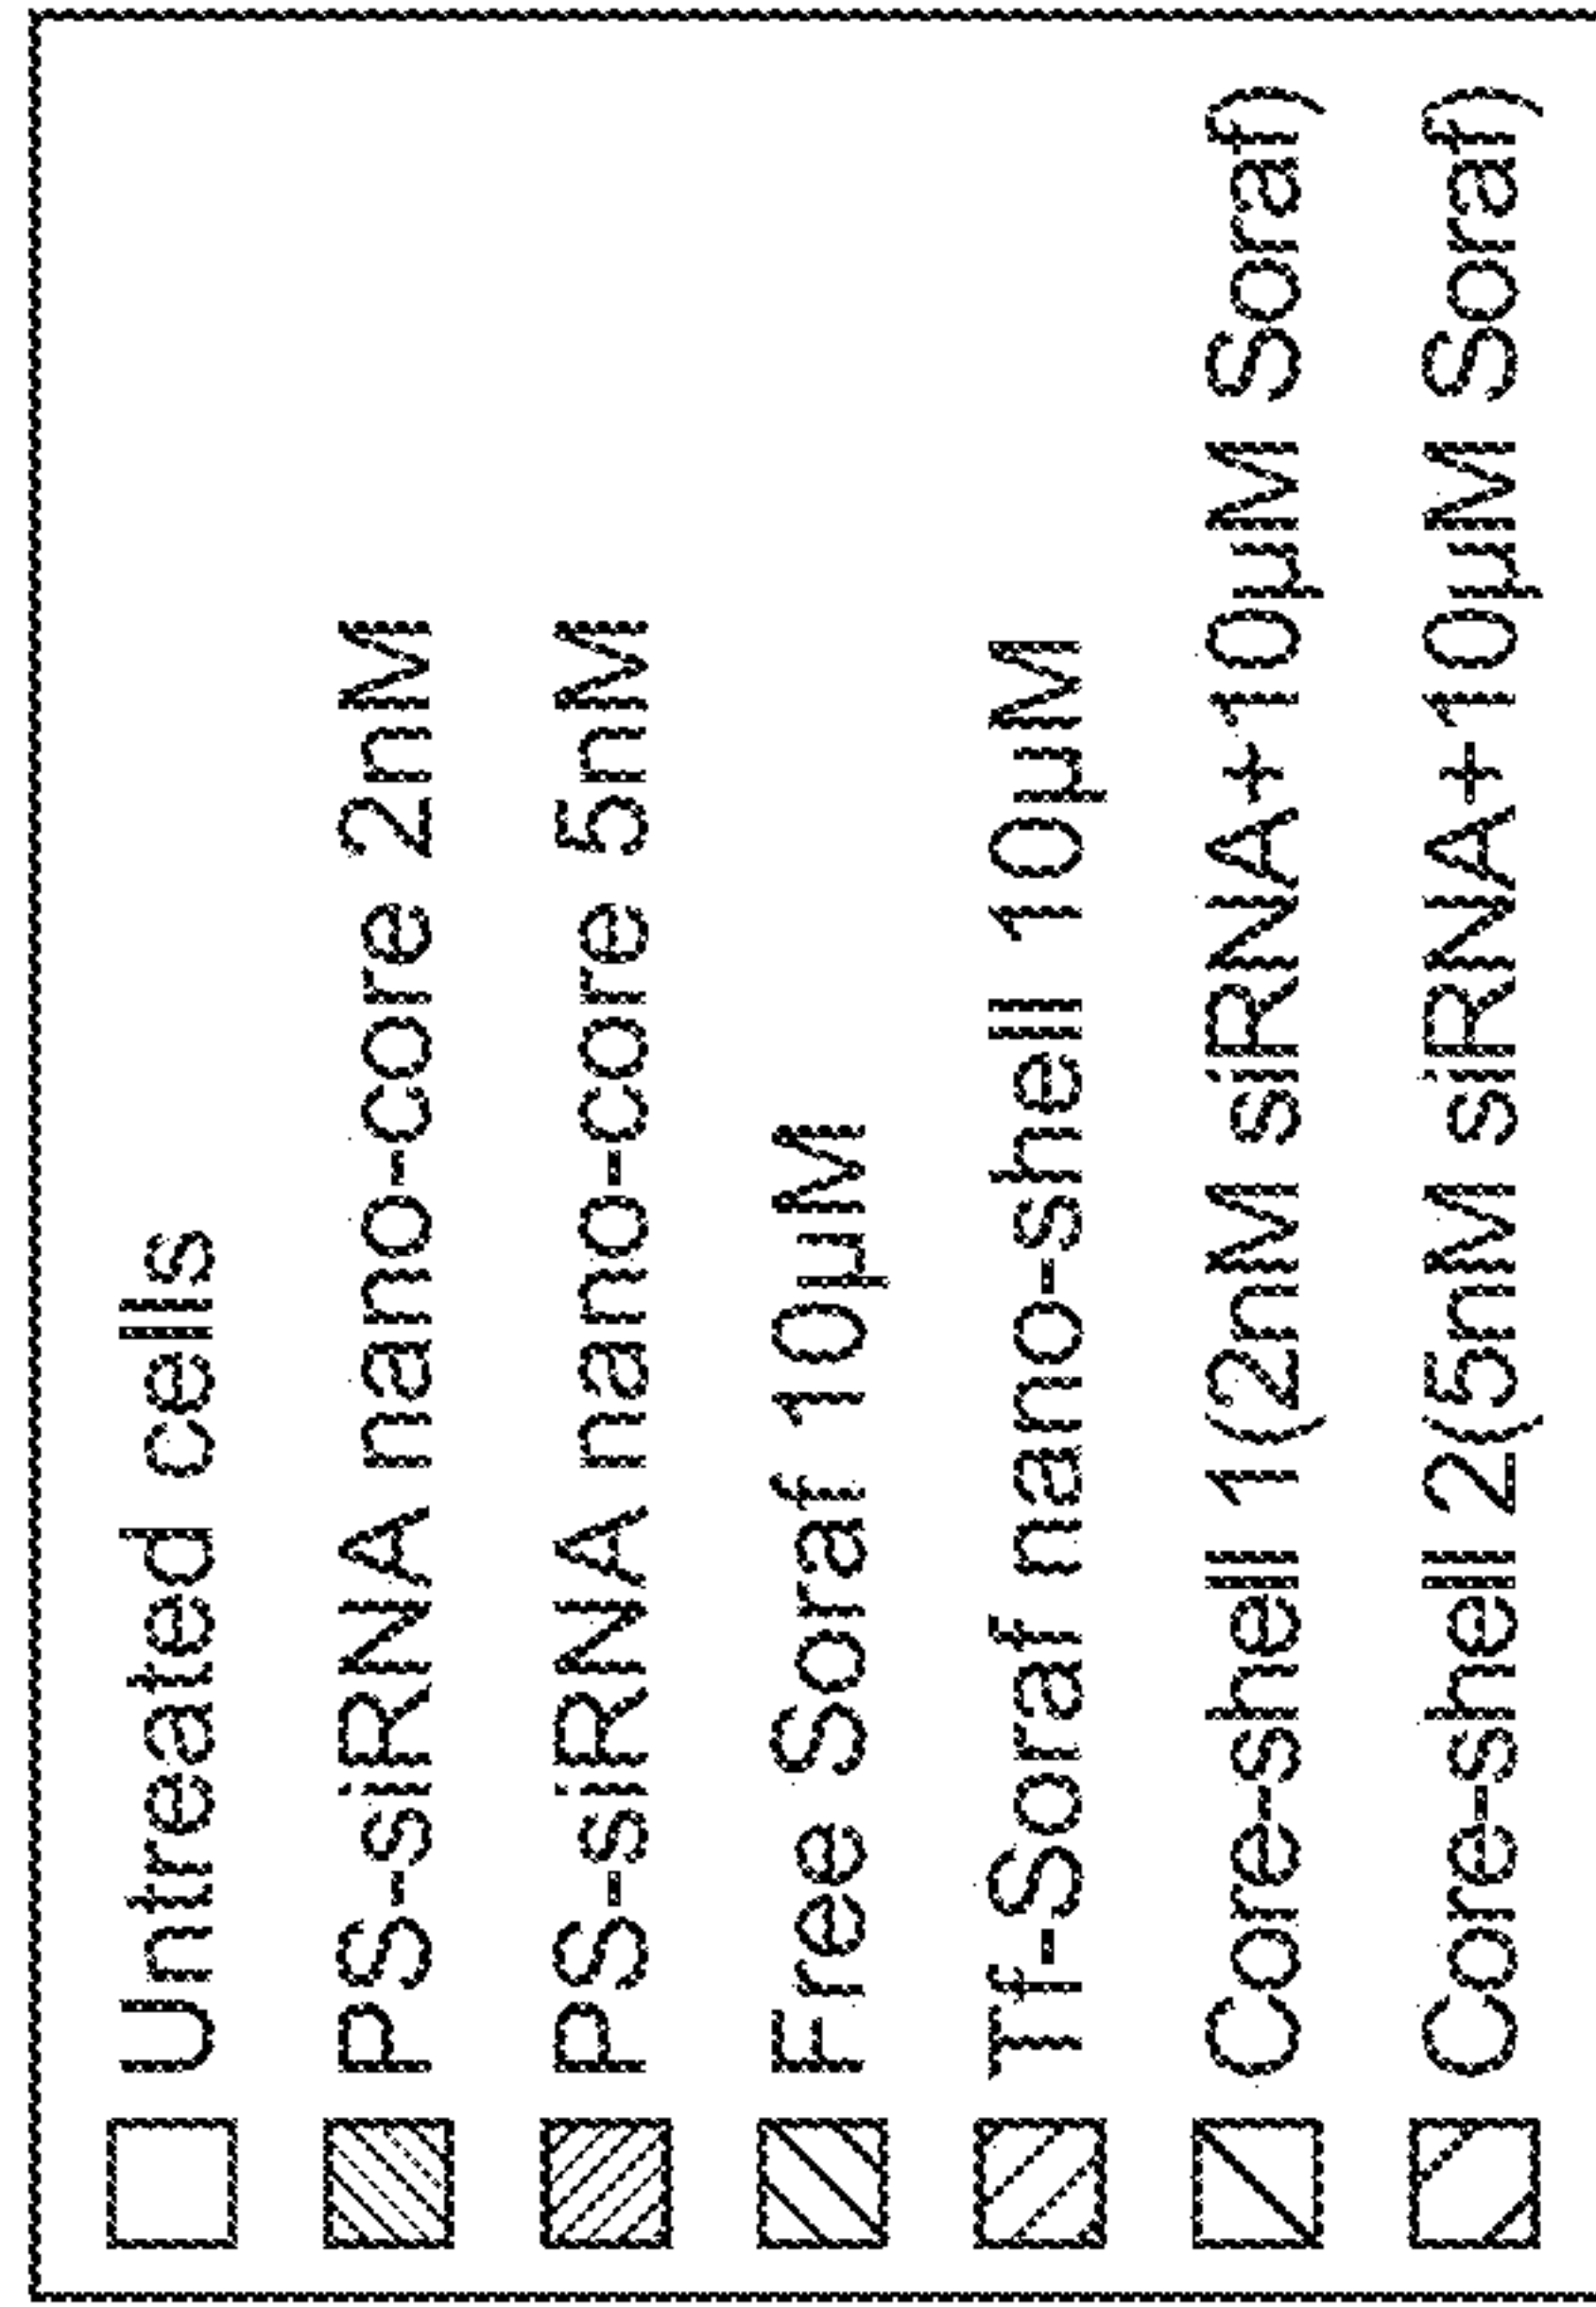 Untreated cells
PS-siRNA nano-core 2nM
PS-siRNA nano-core 5nM
Free Soraf 10µM
Tf-Soraf nano-shell 10µM
Core-shell 1(2nM siRNA+10µM Soraf)
Core-shell 2(5nM siRNA+10µM Soraf)